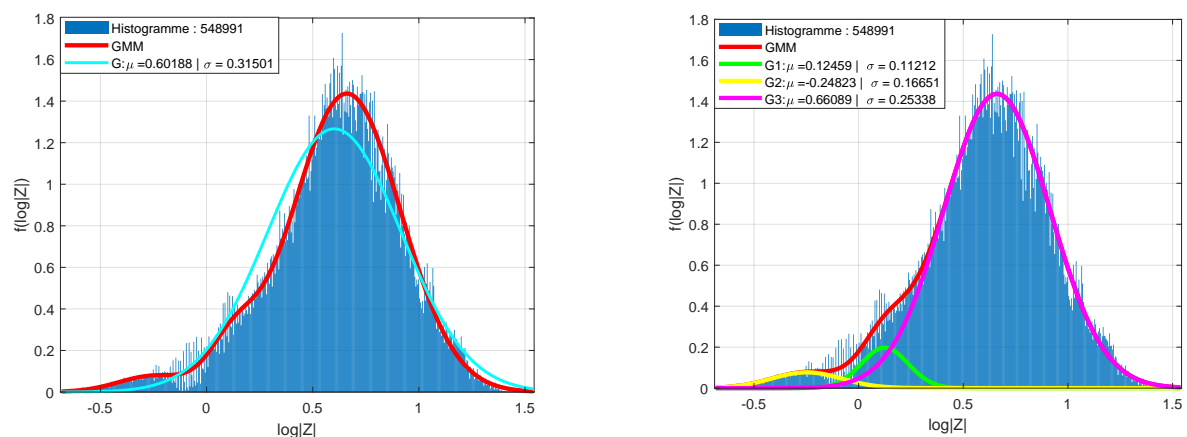 1.8
1.6
1.4
1.2
1
0.8
0.6
0.4
0.2
0
f(log|Z|)
Histogramme : 548991
GMM
G:μ =0.60188 | σ = 0.31501
-0.5 0 0.5 1 1.5
log|Z|
1.8
1.6
1.4
1.2
1
0.8
0.6
0.4
0.2
0
f(log|Z|)
Histogramme : 548991
GMM
G1:μ =0.12459 | σ = 0.11212
G2:μ =-0.24823 | σ = 0.16651
G3:μ =0.66089 | σ = 0.25338
-0.5 0 0.5 1 1.5
log|Z|